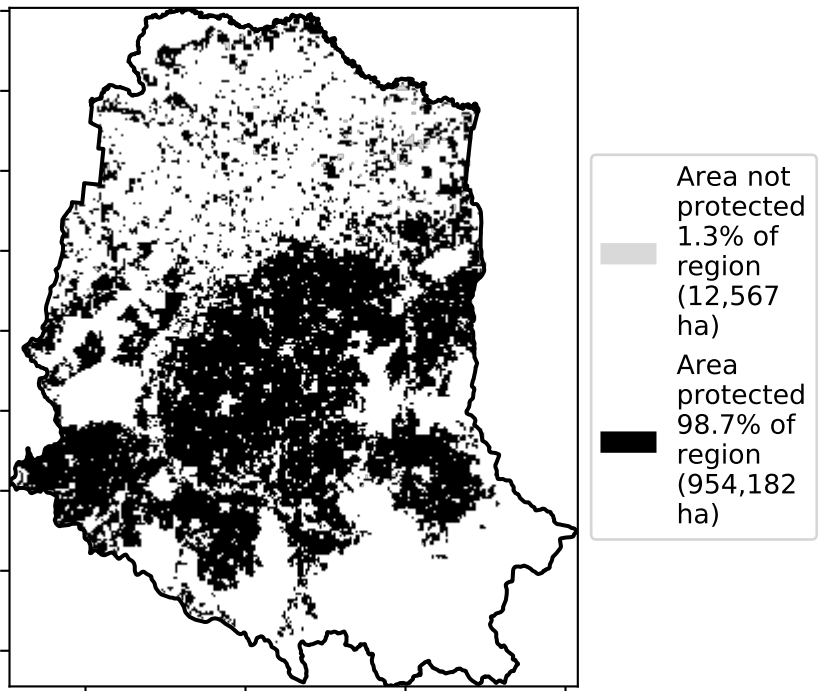 Area not
protected
1.3% of
region
(12,567
ha)
Area
protected
98.7% of
region
(954,182
ha)